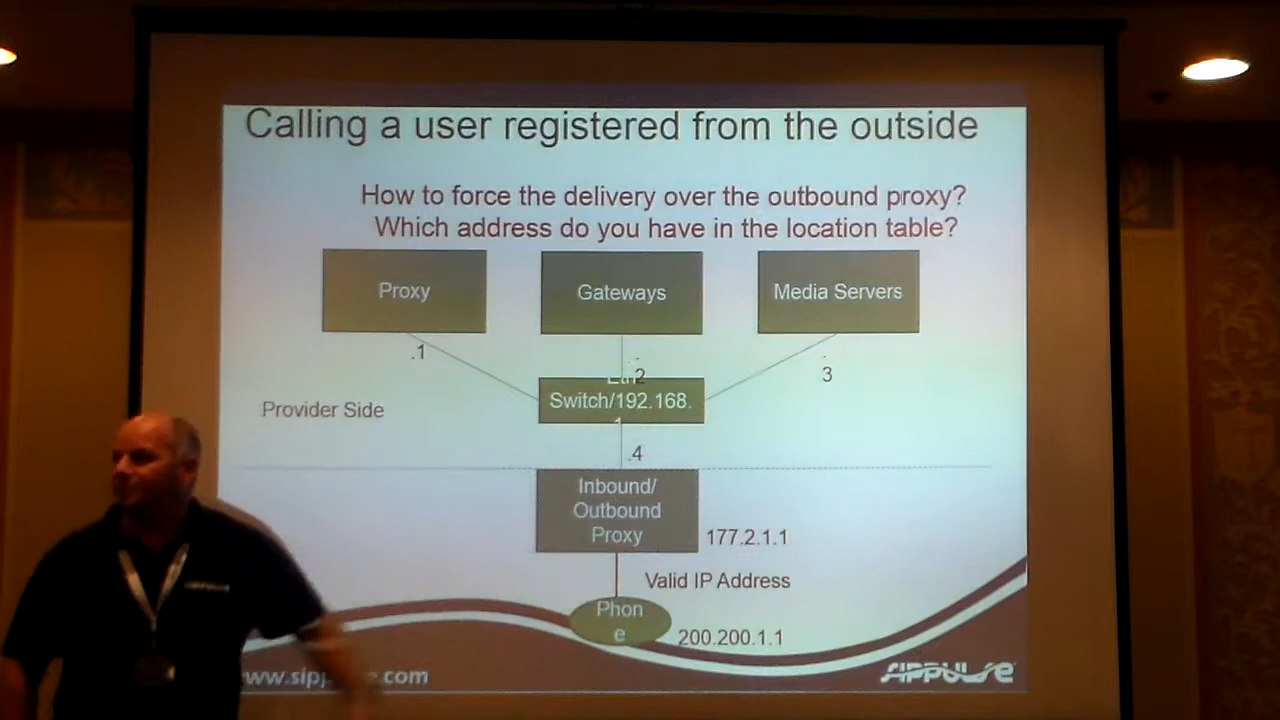 Calling a user registered from the outside
How to force the delivery over the outbound proxy?
Which address do you have in the location table?
Proxy
Gateways
Media Servers
.1
.2
.
3
Switch/192.168.
Provider Side
.4
Inbound/
Outbound
Proxy
177.2.1.1
Valid IP Address
Phon
e
200.200.1.1
www.sipp e.com
SIPPULSE